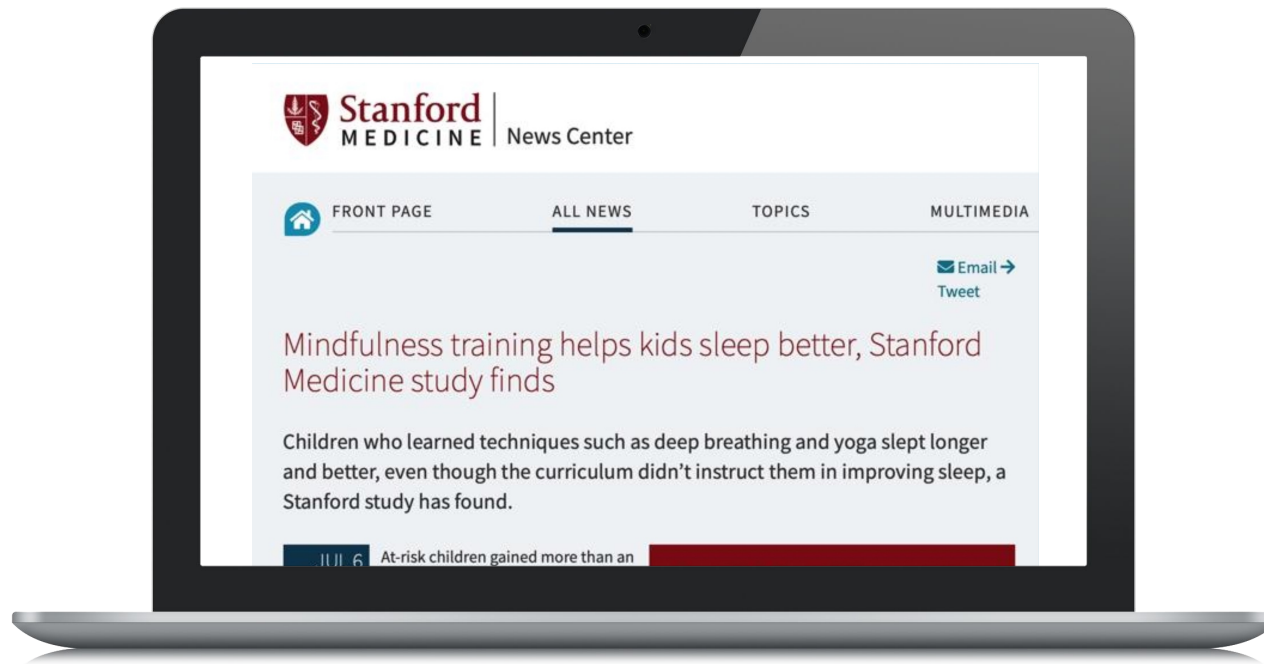 Stanford
MEDICINE
News Center
FRONT PAGE
ALL NEWS
TOPICS
MULTIMEDIA
Email
Tweet
Mindfulness training helps kids sleep better, Stanford
Medicine study finds
Children who learned techniques such as deep breathing and yoga slept longer
and better, even though the curriculum didn't instruct them in improving sleep, a
Stanford study has found.
JUL 6
At-risk children gained more than an